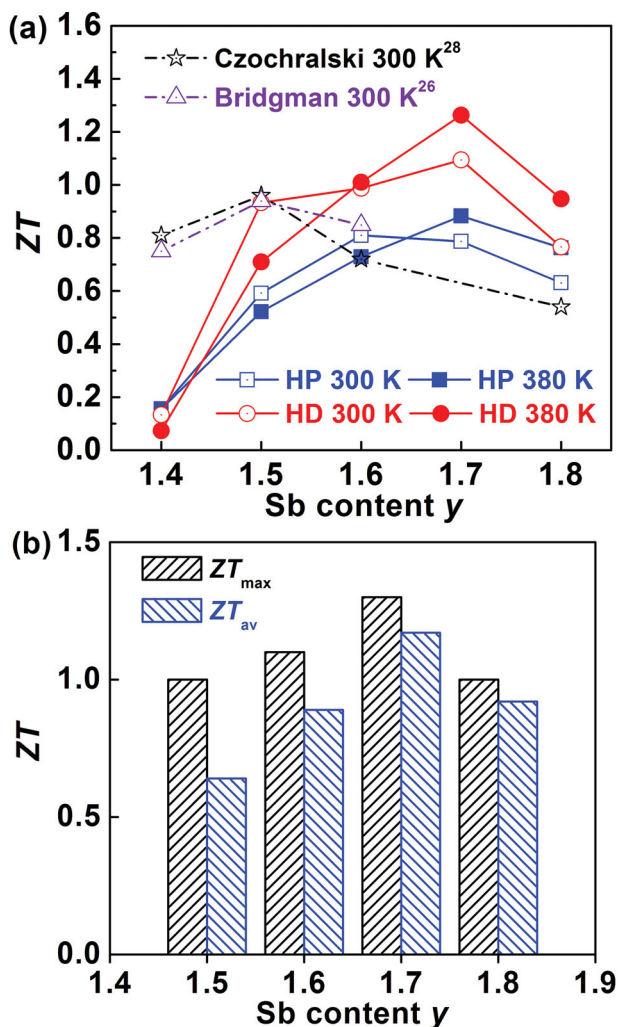 (a)
1.6
1.4
1.2
1.0
0.8
0.6
0.4
0.2
0.0
ZT
Czochralski 300 K28
Bridgman 300 K26
HP 300 K HP 380 K
HD 300 K HD 380 K
1.4 1.5 1.6 1.7 1.8
Sb content y
(b)
1.5
1.0
0.5
0.0
ZT
ZTmax
ZTav
1.4 1.5 1.6 1.7 1.8 1.9
Sb content y